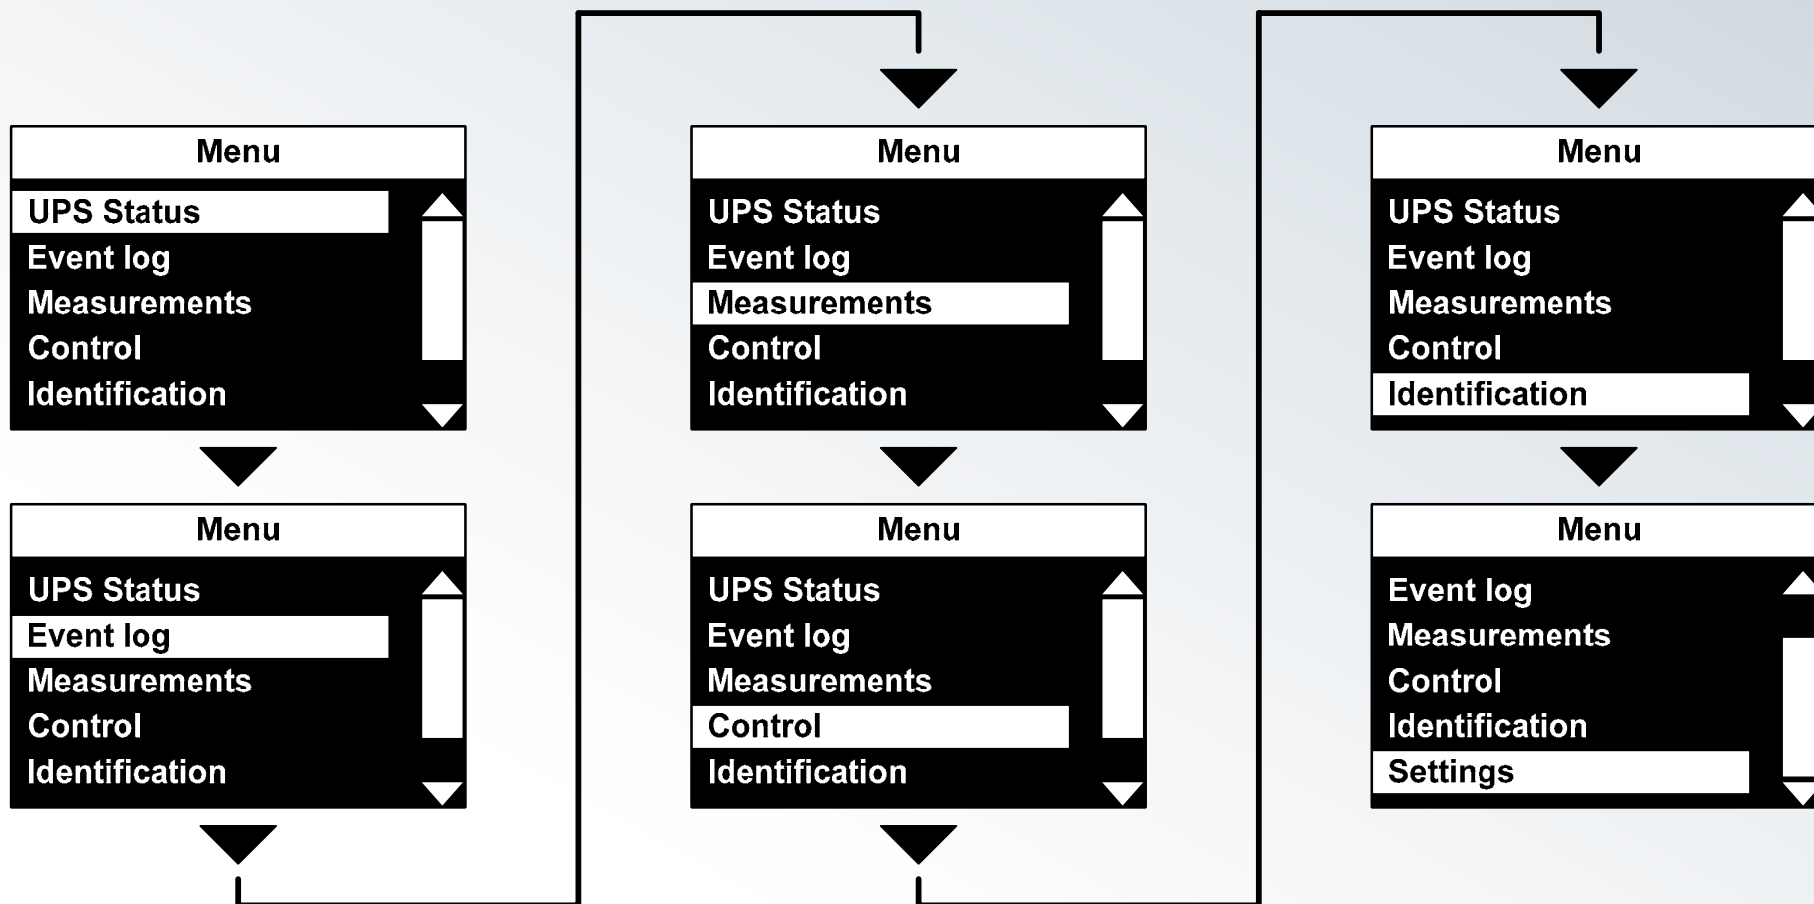 Menu
UPS Status
Event log
Measurements
Control
Identification
Menu
UPS Status
Event log
Measurements
Control
Identification
Menu
UPS Status
Event log
Measurements
Control
Identification
Menu
UPS Status
Event log
Measurements
Control
Identification
Menu
UPS Status
Event log
Measurements
Control
Identification
Menu
Event log
Measurements
Control
Identification
Settings